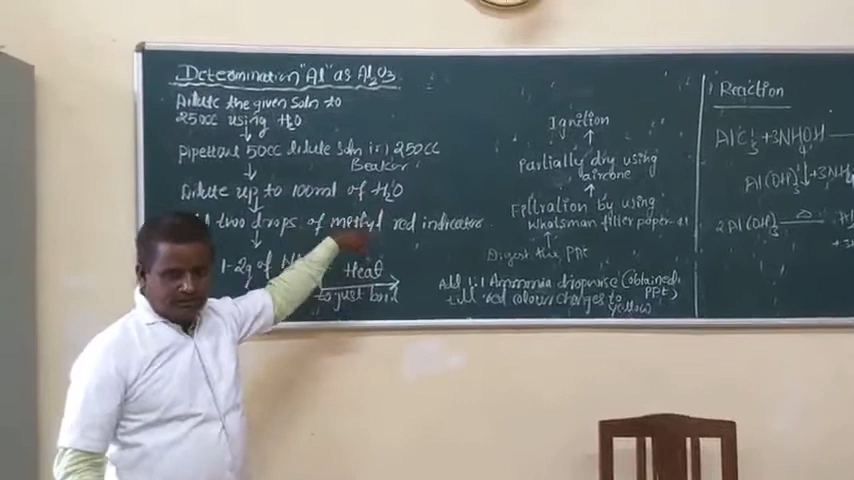 Determination "Al" as Al₂O₃
Dilute the given Soln to
250cc using H₂O
Pipettout 50cc dilute Soln in 250cc
Beaker
Dilute up to 100ml of H₂O
two drops of methyl red indicator
1-2g of
Heat
to just boil
Add 1:1 Ammonia dropwise (Obtained
till red colour changes to PPt)
yellow
Digest the PPt
Filtration by using
whatsman filter paper-41
Partially dry using
aircone
Ignition
Reaction
AlCl₃+3NH₄OH
Al(OH)₃↓+3NH₄
2Al(OH)₃ △